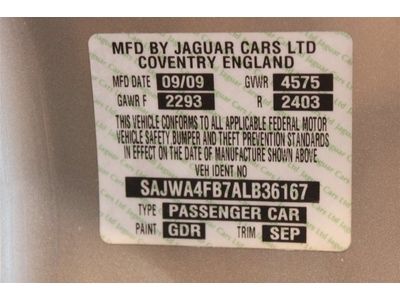 MFD BY JAGUAR CARS LTD
COVENTRY ENGLAND
MFD DATE 09/09 GVWR 4575
GAWR F 2293 R 2403
THIS VEHICLE CONFORMS TO ALL APPLICABLE FEDERAL MOTOR
VEHICLE SAFETY BUMPER AND THEFT PREVENTION STANDARDS
IN EFFECT ON THE DATE OF MANUFACTURE SHOWN ABOVE.
VEH IDENT NO
SAJWA4FB7ALB36167
TYPE PASSENGER CAR
PAINT GDR TRIM SEP